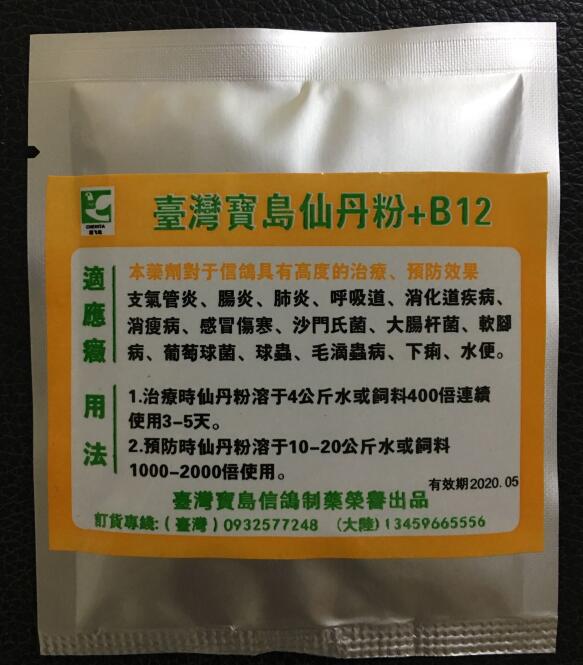 臺灣寶島仙丹粉+B12
適應癥
本藥劑對于信鴿具有高度的治療、預防效果
支氣管炎、腸炎、肺炎、呼吸道、消化道疾病、
消瘦病、感冒傷寒、沙門氏菌、大腸杆菌、軟腳
病、葡萄球菌、球蟲、毛滴蟲病、下痢、水便。
用法
1.治療時仙丹粉溶于4公斤水或飼料400倍連續
使用3-5天。
2.預防時仙丹粉溶于10-20公斤水或飼料
1000-2000倍使用。
有效期2020.05
臺灣寶島信鴿制藥榮譽出品
訂貨專綫:(臺灣)0932577248 (大陸)13459665556